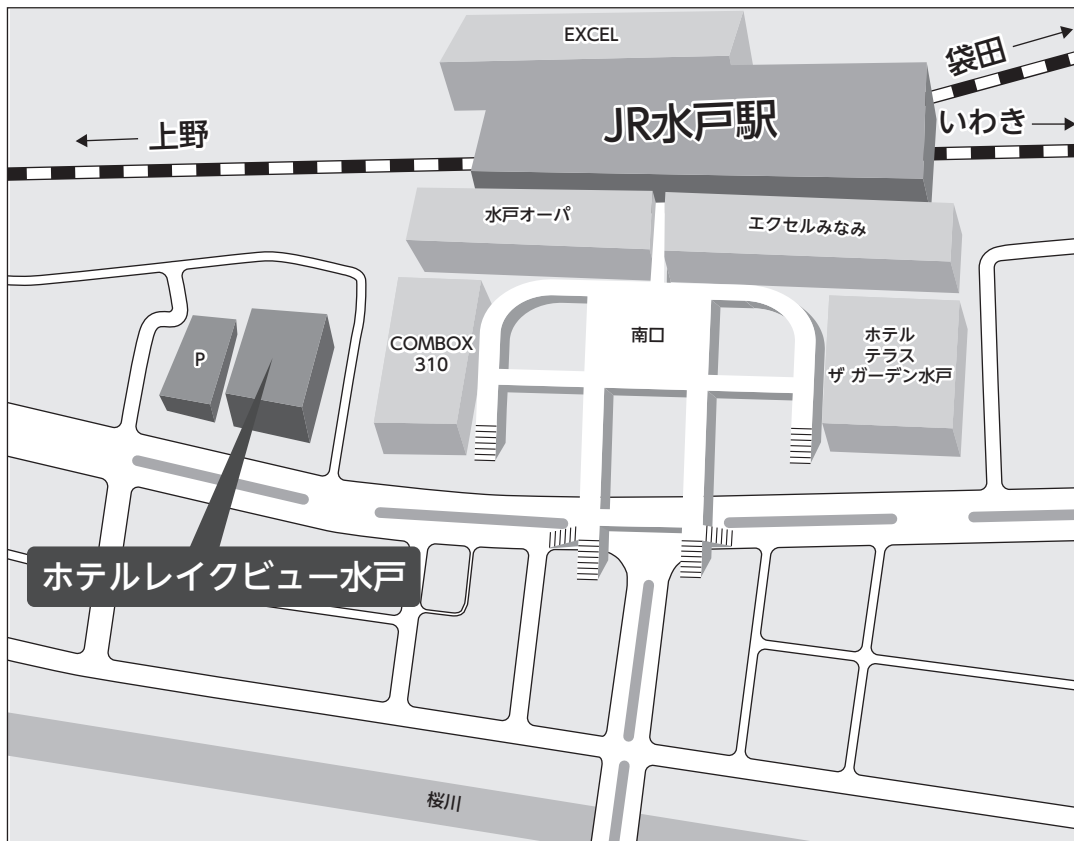 EXCEL
袋田
JR水戸駅
いわき
上野
水戸オーパ
エクセルみなみ
南口
COMBOX
310
ホテル
テラス
ザ ガーデン水戸
P
ホテルレイクビュー水戸
桜川